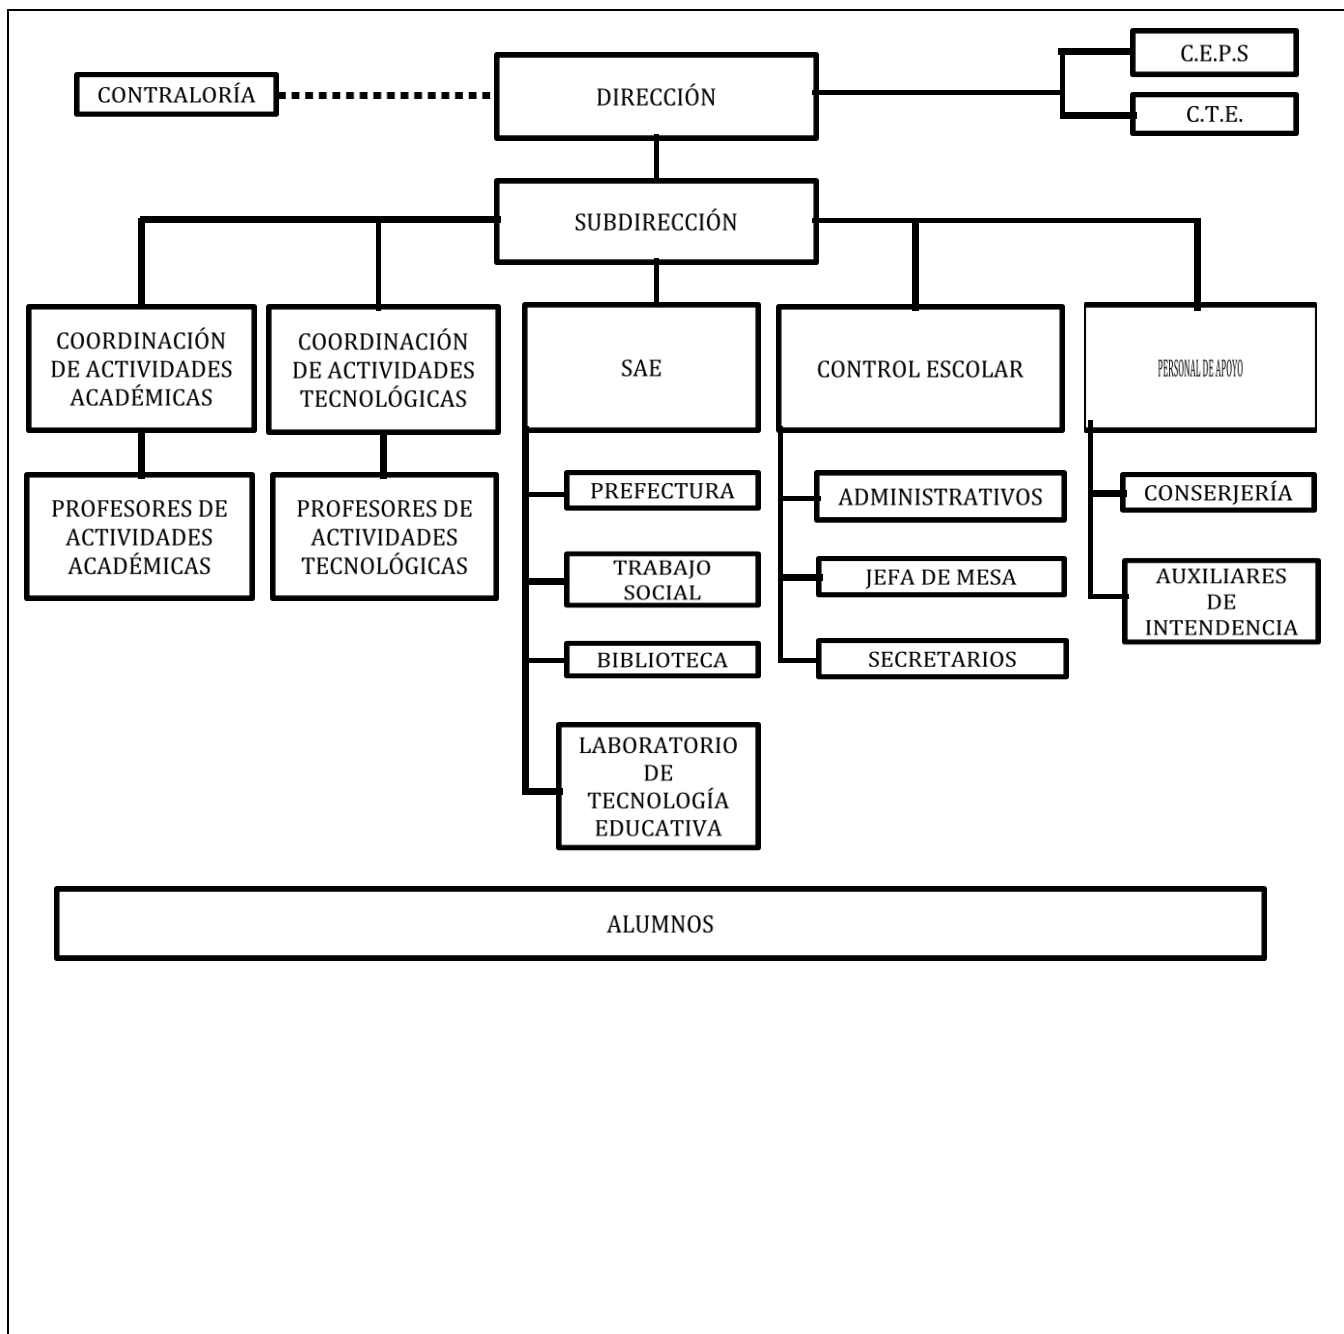 C.E.P.S
CONTRALORÍA
DIRECCIÓN
C.T.E.
SUBDIRECCIÓN
COORDINACIÓN
DE ACTIVIDADES
ACADÉMICAS
COORDINACIÓN
DE ACTIVIDADES
TECNOLÓGICAS
SAE
CONTROL ESCOLAR
PERSONAL DE APOYO
PROFESORES DE
ACTIVIDADES
ACADÉMICAS
PROFESORES DE
ACTIVIDADES
TECNOLÓGICAS
PREFECTURA
TRABAJO
SOCIAL
BIBLIOTECA
LABORATORIO
DE
TECNOLOGÍA
EDUCATIVA
ADMINISTRATIVOS
JEFA DE MESA
SECRETARIOS
CONSERJERÍA
AUXILIARES
DE
INTENDENCIA
ALUMNOS